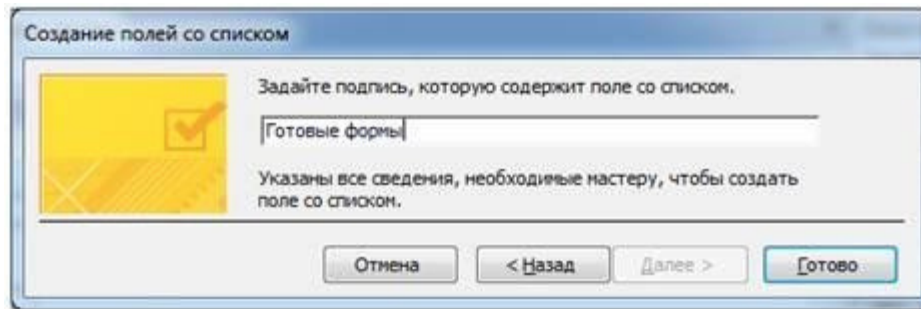 Создание полей со списком
Задайте подпись, которую содержит поле со списком.
Готовые формы
Указаны все сведения, необходимые мастеру, чтобы создать
поле со списком.
Отмена
< Назад
Далее >
Готово